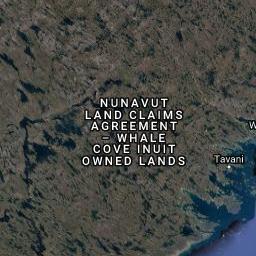 NUNAVUT
LAND CLAIMS
AGREEMENT
– WHALE
COVE INUIT
OWNED LANDS
Tavani
W